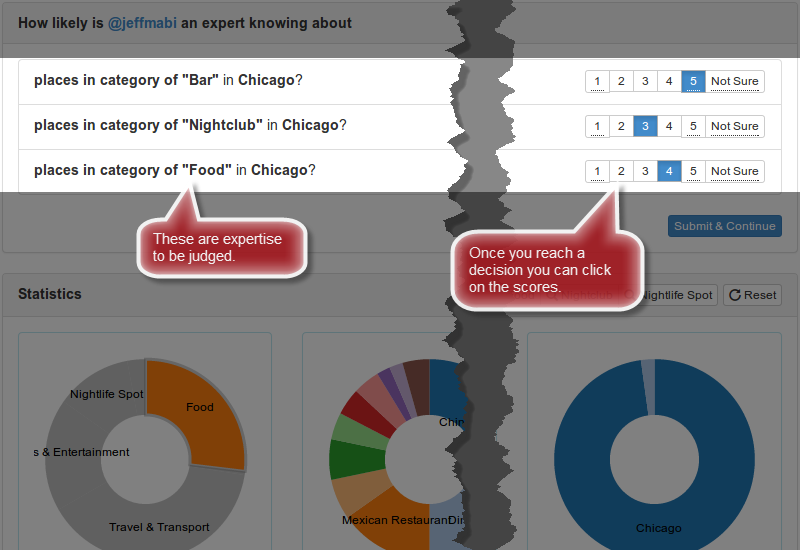 How likely is @jeffmabi an expert knowing about
places in category of "Bar" in Chicago?
1 2 3 4 5 Not Sure
places in category of "Nightclub" in Chicago?
1 2 3 4 5 Not Sure
places in category of "Food" in Chicago?
1 2 3 4 5 Not Sure
These are expertise
to be judged.
Once you reach a
decision you can click
on the scores.
Submit & Continue
Statistics
Nightlife Spot
Reset
Nightlife Spot
Food
s & Entertainment
Travel & Transport
Chin
Mexican Restauran
Din
Chicago